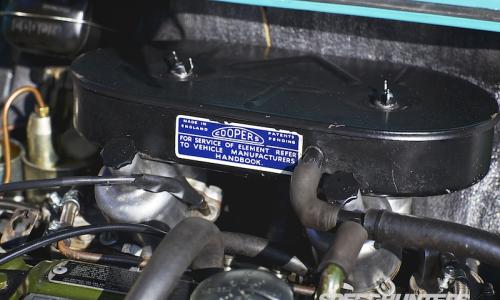 MADE IN ENGLAND
COOPERS
PATENTS PENDING
FOR SERVICE OF ELEMENT REFER
TO VEHICLE MANUFACTURERS
HANDBOOK.
SPEEDHUNTERS